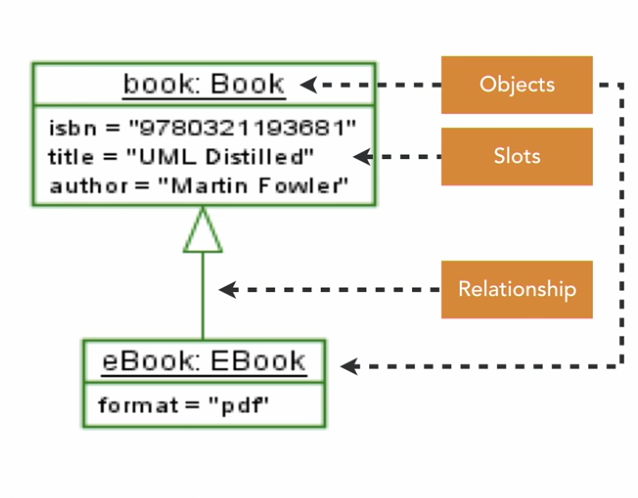 book: Book
isbn = "9780321193681"
title = "UML Distilled"
author = "Martin Fowler"
Objects
Slots
Relationship
eBook: EBook
format = "pdf"